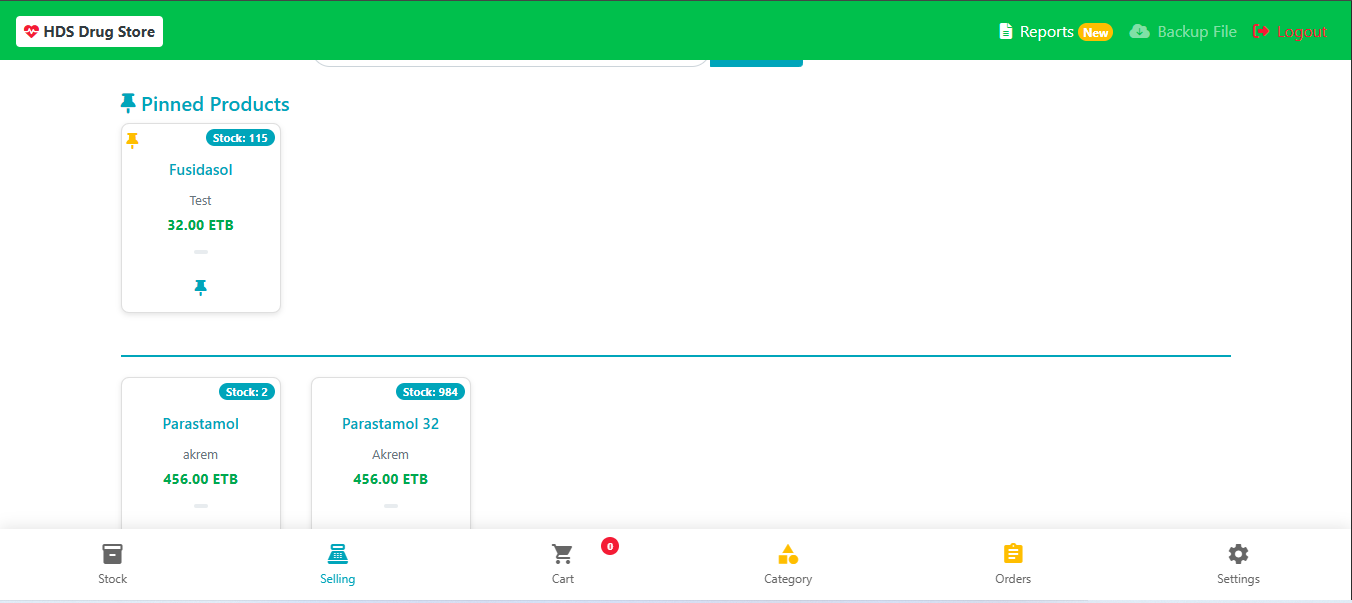 HDS Drug Store
Reports New Backup File Logout
Pinned Products
Stock: 115
Fusidasol
Test
32.00 ETB
Stock: 2
Parastamol
akrem
456.00 ETB
Stock: 984
Parastamol 32
Akrem
456.00 ETB
Stock
Selling
Cart
0
Category
Orders
Settings